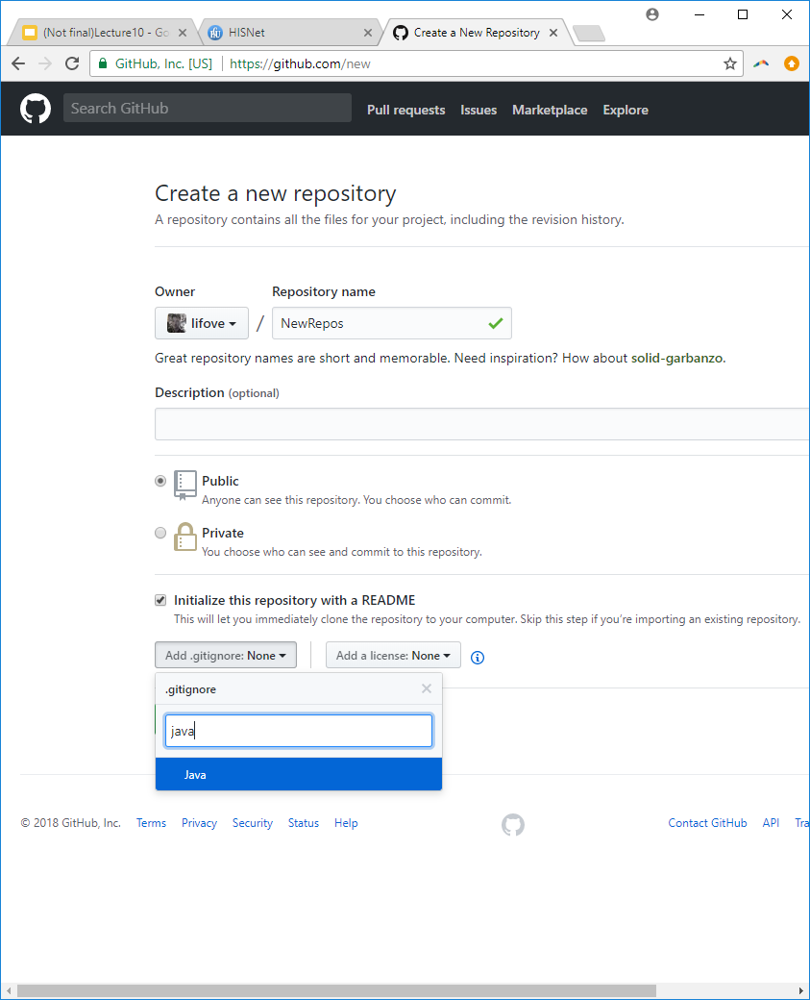 (Not final)Lecture10 - Go
HISNet
Create a New Repository
GitHub, Inc. [US]
https://github.com/new
Search GitHub
Pull requests
Issues
Marketplace
Explore
Create a new repository
A repository contains all the files for your project, including the revision history.
Owner
Repository name
lifove
/
NewRepos
Great repository names are short and memorable. Need inspiration? How about solid-garbanzo.
Description (optional)
Public
Anyone can see this repository. You choose who can commit.
Private
You choose who can see and commit to this repository.
Initialize this repository with a README
This will let you immediately clone the repository to your computer. Skip this step if you’re importing an existing repository.
Add .gitignore: None
Add a license: None
.gitignore
java
Java
© 2018 GitHub, Inc.
Terms
Privacy
Security
Status
Help
Contact GitHub
API
Tra